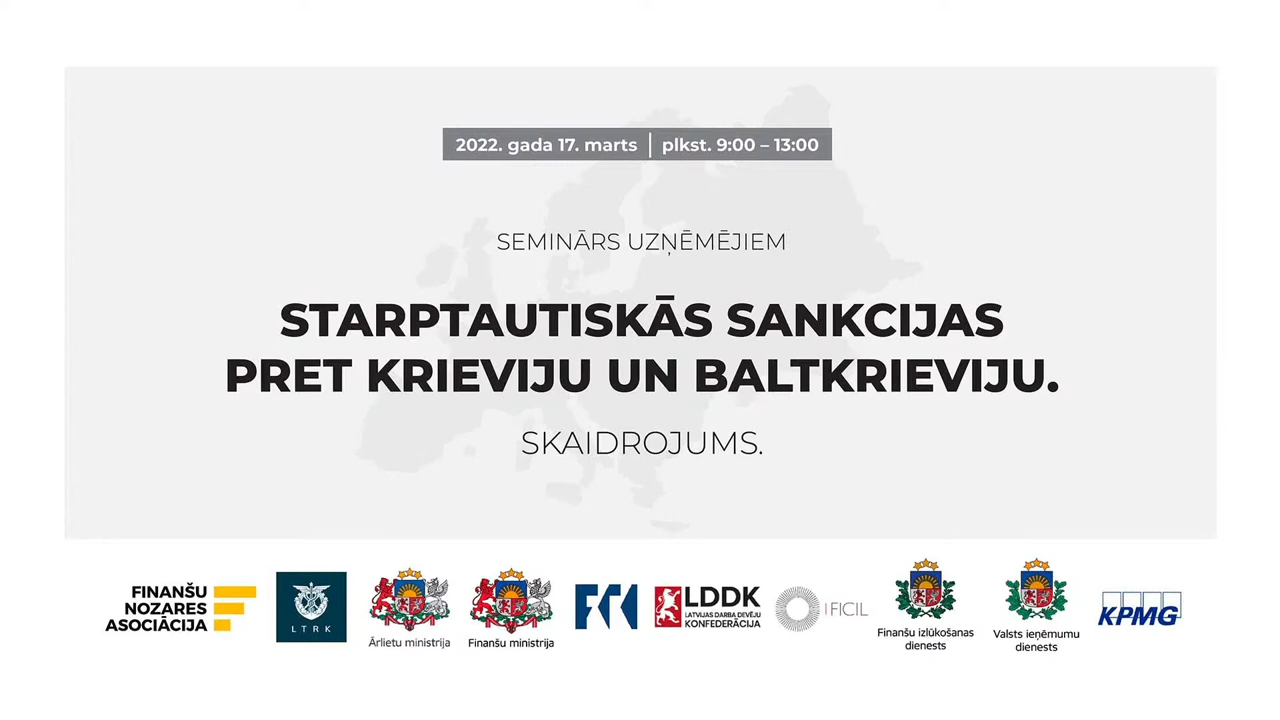 2022. gada 17. marts | plkst. 9:00 – 13:00
SEMINĀRS UZŅĒMĒJIEM
STARPTAUTISKĀS SANKCIJAS
PRET KRIEVIJU UN BALTKRIEVIJU.
SKAIDROJUMS.
FINANŠU
NOZARES
ASOCIĀCIJA
LTRK
Ārlietu ministrija
Finanšu ministrija
LDDK
LATVIJAS DARBA DEVĒJU
KONFEDERĀCIJA
FICIL
Finanšu izlūkošanas
dienests
Valsts ieņēmumu
dienests
KPMG